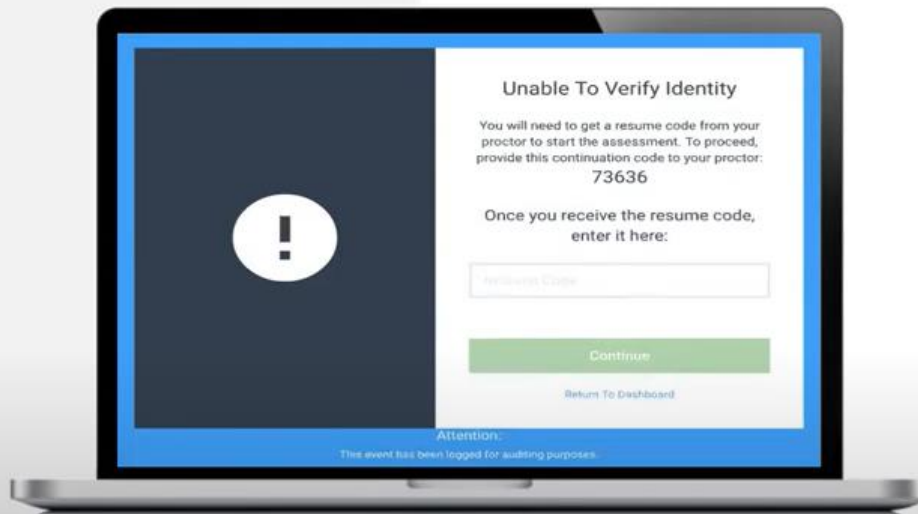 Unable To Verify Identity
You will need to get a resume code from your
proctor to start the assessment. To proceed,
provide this continuation code to your proctor:
73636
Once you receive the resume code,
enter it here:
Resume Code
Continue
Return To Dashboard
Attention:
This event has been logged for auditing purposes.